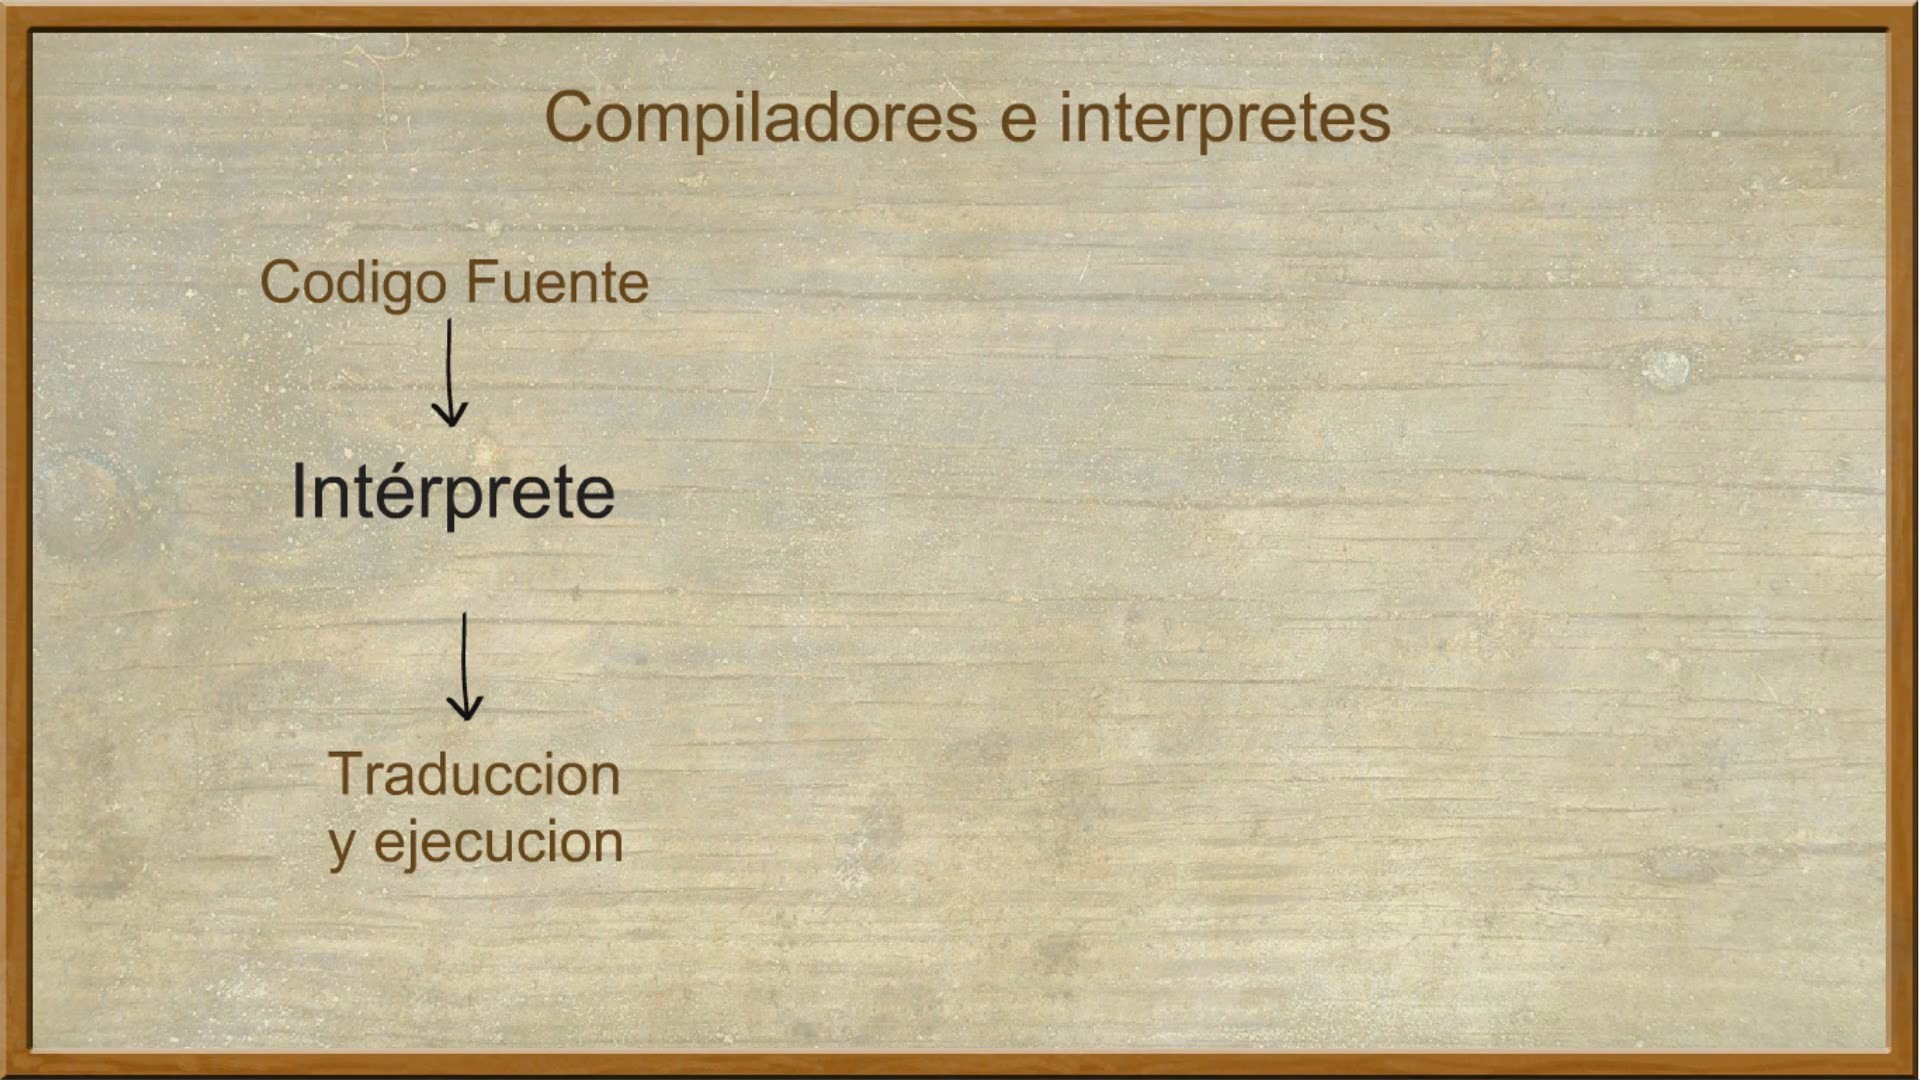 Compiladores e interpretes
Codigo Fuente
Intérprete
Traduccion
y ejecucion